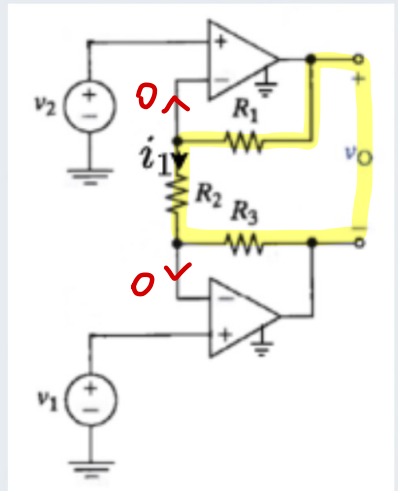 +
−
+
0
R₁
v₂
+
−
i₁
vO
R₂
R₃
−
0
−
+
v₁
+
−